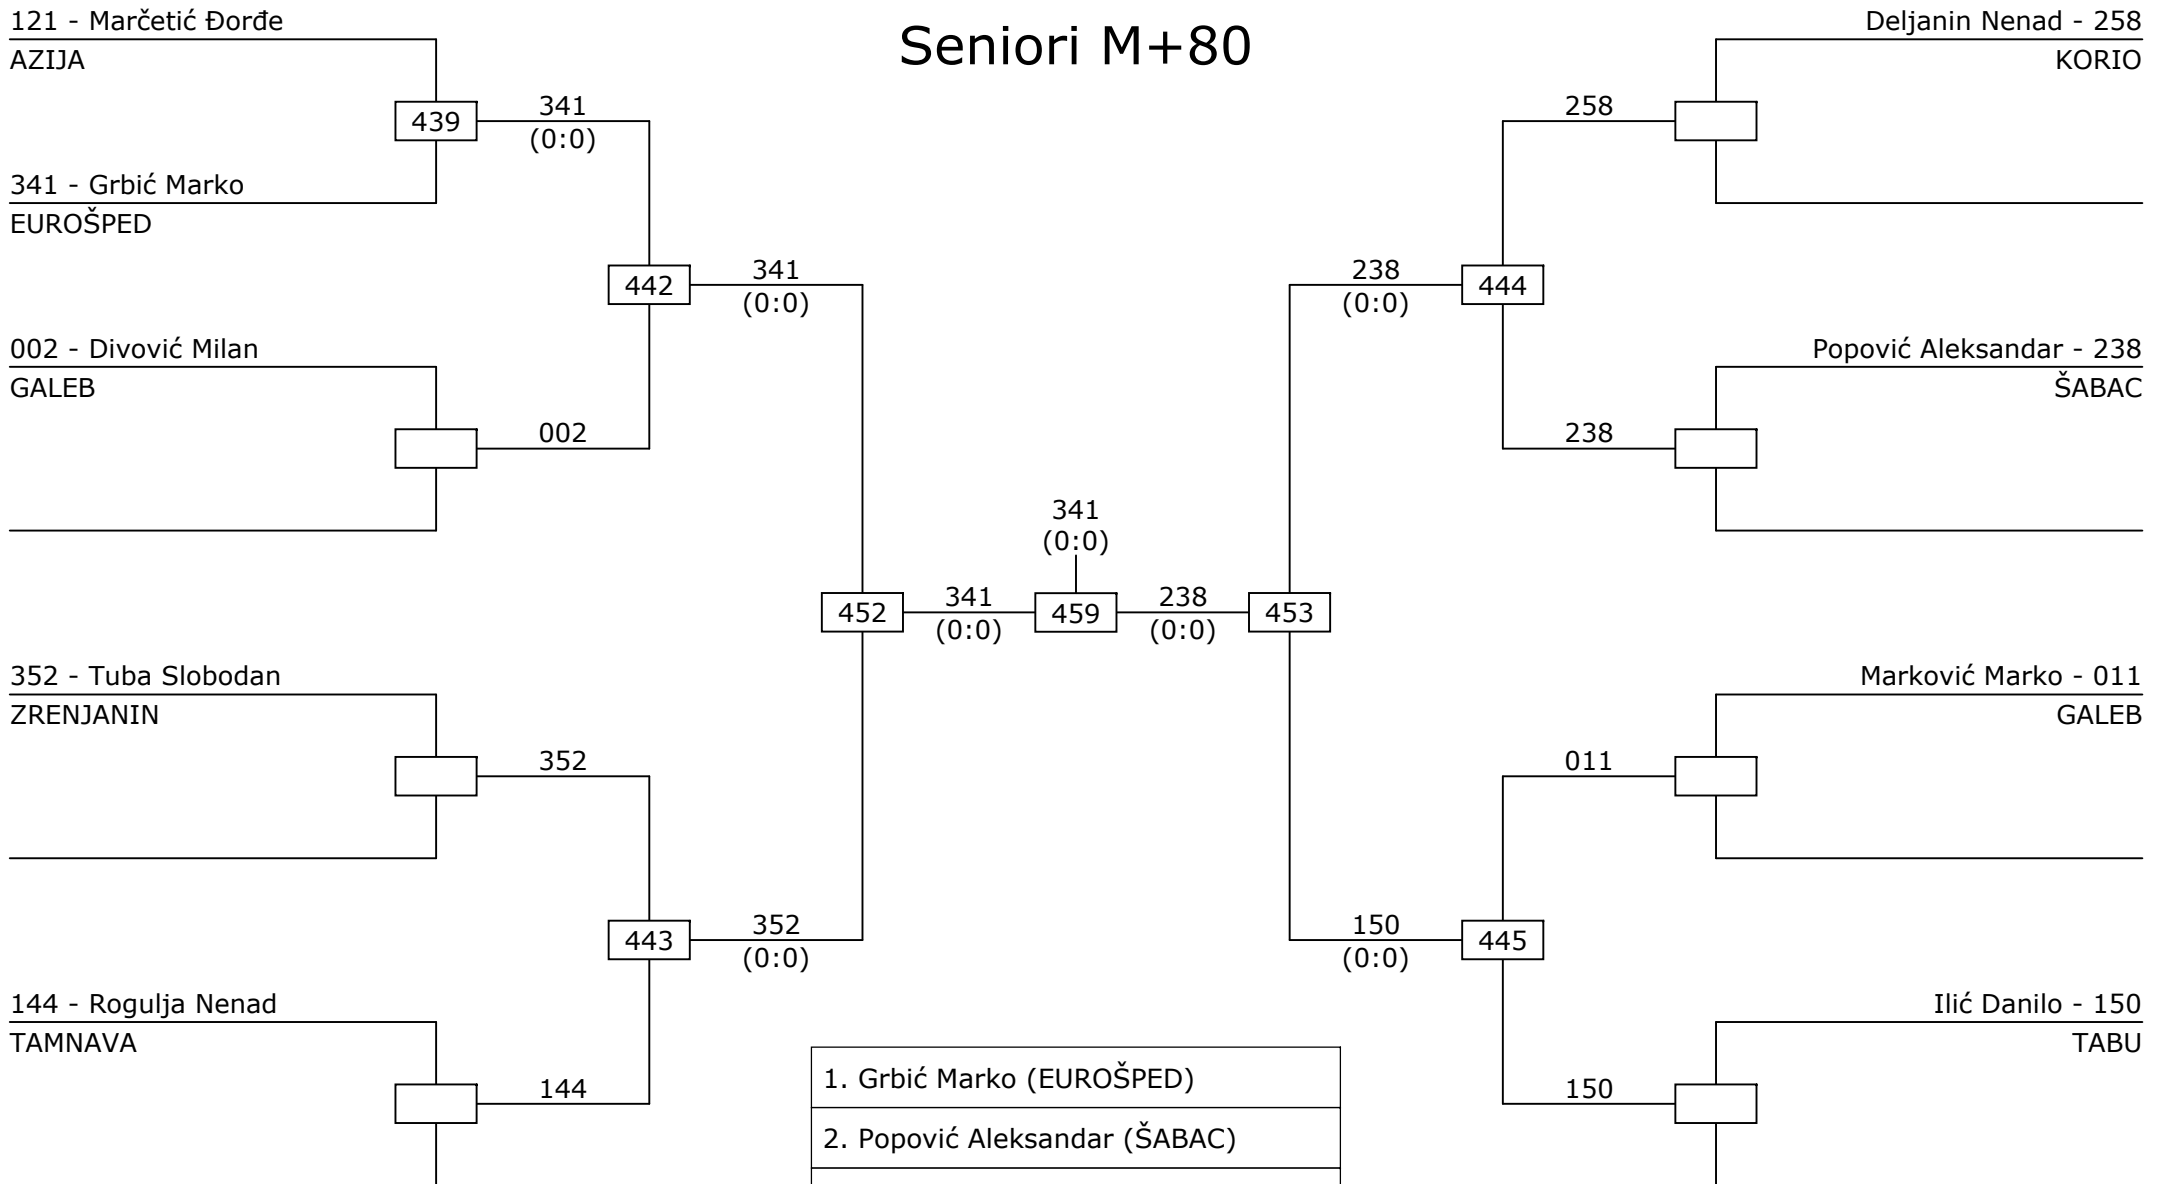 Seniori M+80
121 - Marčetić Đorđe
AZIJA
439
341
(0:0)
341 - Grbić Marko
EUROŠPED
442
341
(0:0)
002 - Divović Milan
GALEB
002
352 - Tuba Slobodan
ZRENJANIN
352
443
352
(0:0)
144 - Rogulja Nenad
TAMNAVA
144
452
341
(0:0)
341
(0:0)
459
238
(0:0)
453
Deljanin Nenad - 258
KORIO
258
238
(0:0)
444
Popović Aleksandar - 238
ŠABAC
238
Marković Marko - 011
GALEB
011
150
(0:0)
445
Ilić Danilo - 150
TABU
150
1. Grbić Marko (EUROŠPED)
2. Popović Aleksandar (ŠABAC)